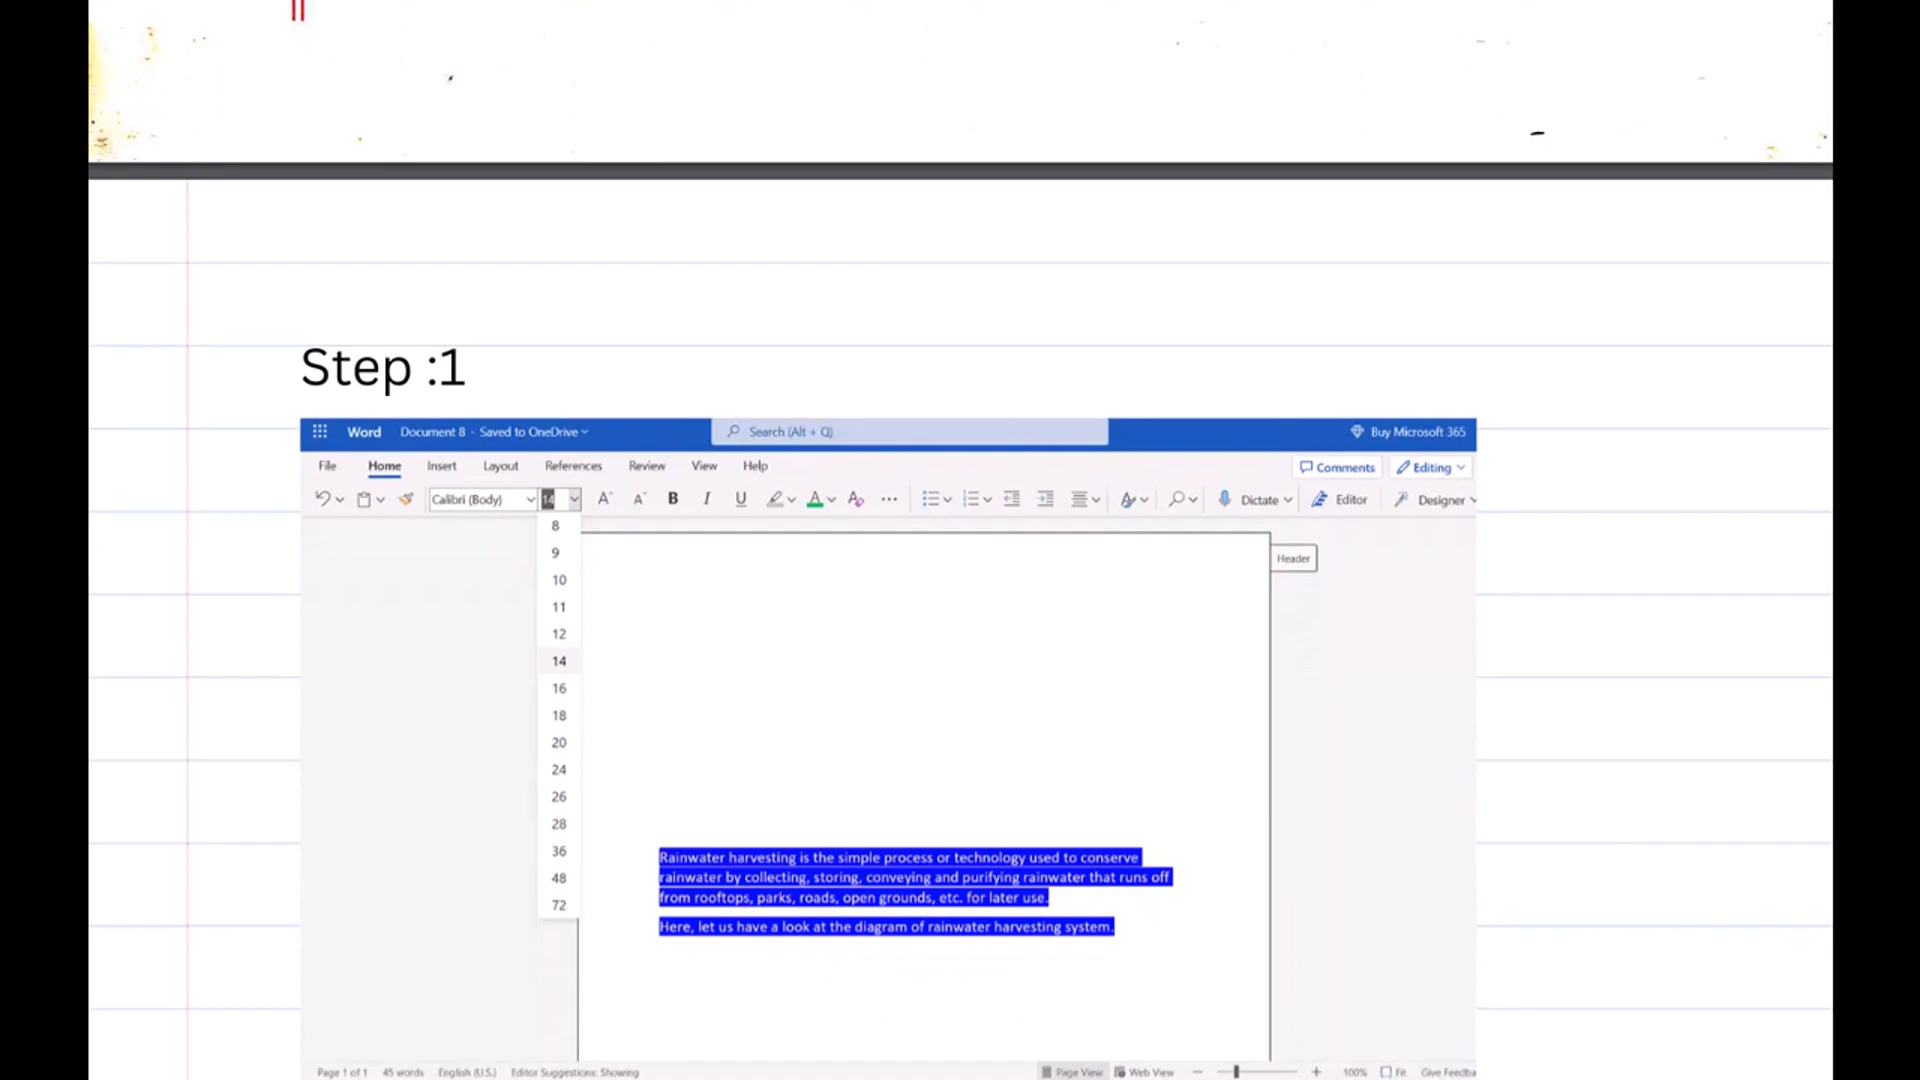 Step :1
Word Document 8 - Saved to OneDrive Search (Alt + Q) Buy Microsoft 365
File Home Insert Layout References Review View Help Comments Editing
Calibri (Body) 14 A A B I U A A Dictate Editor Designer
8
Header
9
10
11
12
14
16
18
20
24
26
28
36
48
72
Rainwater harvesting is the simple process or technology used to conserve
rainwater by collecting, storing, conveying and purifying rainwater that runs off
from rooftops, parks, roads, open grounds, etc. for later use.
Here, let us have a look at the diagram of rainwater harvesting system.
Page 1 of 1 45 words English (U.S.) Editor Suggestions: Showing Page View Web View - + 100% Fit Give Feedba